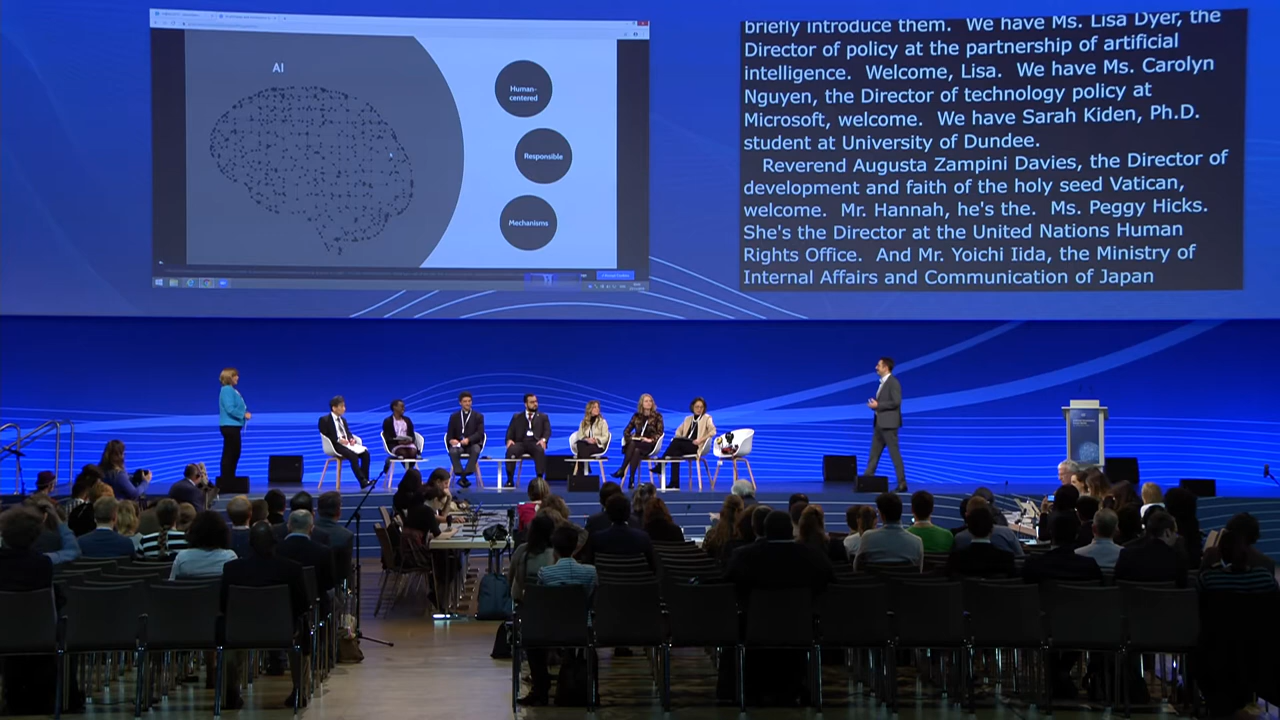 AI
Human-
centered
Responsible
Mechanisms
briefly introduce them. We have Ms. Lisa Dyer, the
Director of policy at the partnership of artificial
intelligence. Welcome, Lisa. We have Ms. Carolyn
Nguyen, the Director of technology policy at
Microsoft, welcome. We have Sarah Kiden, Ph.D.
student at University of Dundee.
Reverend Augusta Zampini Davies, the Director of
development and faith of the holy seed Vatican,
welcome. Mr. Hannah, he's the. Ms. Peggy Hicks.
She's the Director at the United Nations Human
Rights Office. And Mr. Yoichi Iida, the Ministry of
Internal Affairs and Communication of Japan